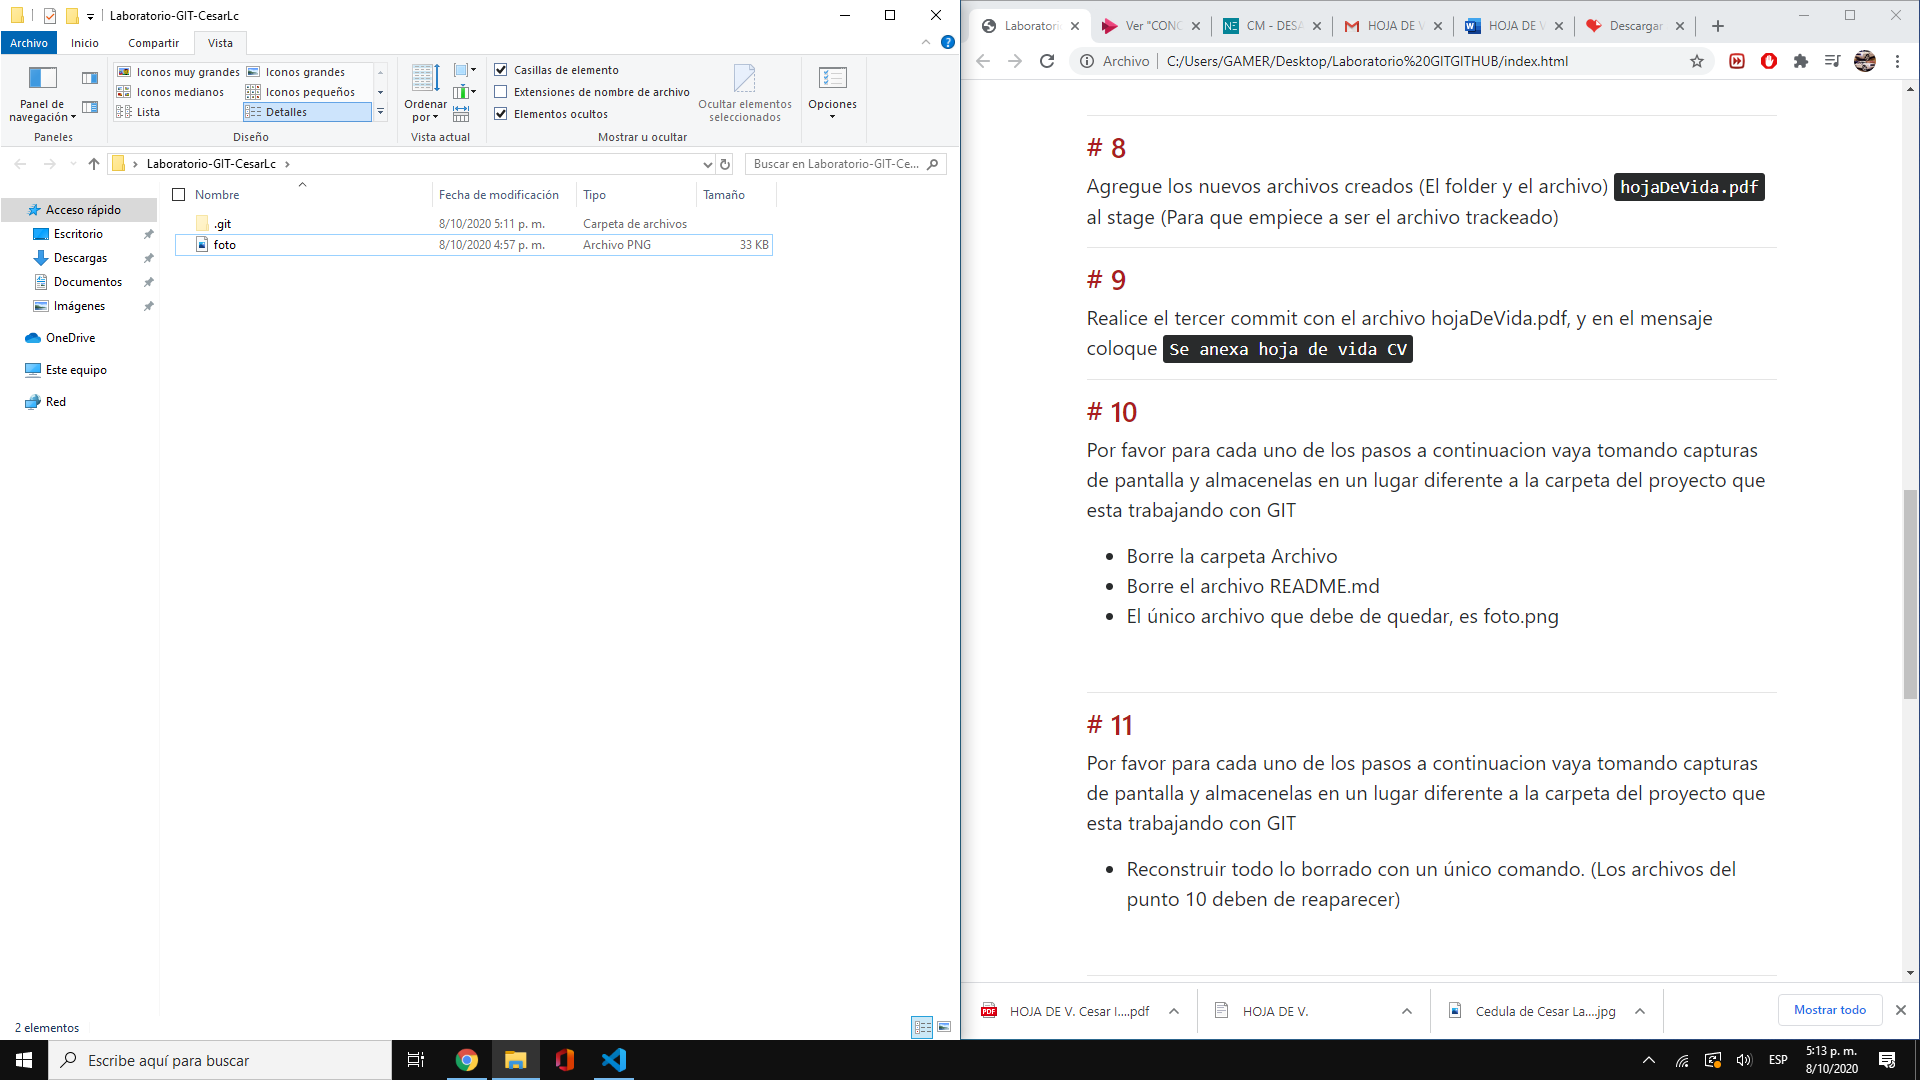 Laboratorio-GIT-CesarLc
Archivo
Inicio
Compartir
Vista
Panel de
navegación
Iconos muy grandes
Iconos grandes
Iconos medianos
Iconos pequeños
Lista
Detalles
Ordenar
por
Casillas de elemento
Extensiones de nombre de archivo
Elementos ocultos
Ocultar elementos
seleccionados
Opciones
Paneles
Diseño
Vista actual
Mostrar u ocultar
Laboratorio-GIT-CesarLc
Buscar en Laboratorio-GIT-Ce...
Nombre
Fecha de modificación
Tipo
Tamaño
.git
8/10/2020 5:11 p. m.
Carpeta de archivos
foto
8/10/2020 4:57 p. m.
Archivo PNG
33 KB
Acceso rápido
Escritorio
Descargas
Documentos
Imágenes
OneDrive
Este equipo
Red
2 elementos
Laboratori
Ver "CONC
CM - DESA
HOJA DE V
HOJA DE V
Descargar
Archivo
C:/Users/GAMER/Desktop/Laboratorio%20GITGITHUB/index.html
# 8
Agregue los nuevos archivos creados (El folder y el archivo) hojaDeVida.pdf
al stage (Para que empiece a ser el archivo trackeado)
# 9
Realice el tercer commit con el archivo hojaDeVida.pdf, y en el mensaje
coloque Se anexa hoja de vida CV
# 10
Por favor para cada uno de los pasos a continuacion vaya tomando capturas
de pantalla y almacenelas en un lugar diferente a la carpeta del proyecto que
esta trabajando con GIT
• Borre la carpeta Archivo
• Borre el archivo README.md
• El único archivo que debe de quedar, es foto.png
# 11
Por favor para cada uno de los pasos a continuacion vaya tomando capturas
de pantalla y almacenelas en un lugar diferente a la carpeta del proyecto que
esta trabajando con GIT
• Reconstruir todo lo borrado con un único comando. (Los archivos del
punto 10 deben de reaparecer)
HOJA DE V. Cesar l....pdf
HOJA DE V.
Cedula de Cesar La....jpg
Mostrar todo
Escribe aquí para buscar
ESP
5:13 p. m.
8/10/2020